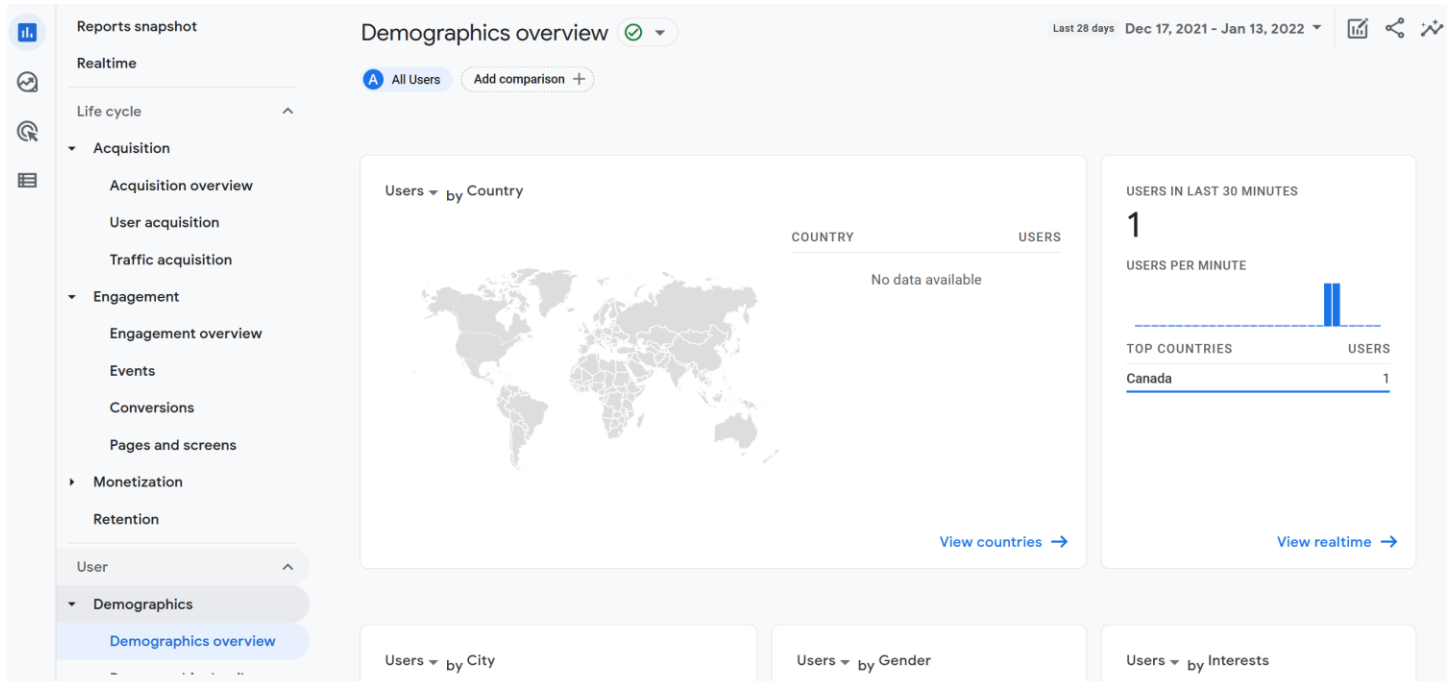 Reports snapshot
Realtime
Life cycle
Acquisition
Acquisition overview
User acquisition
Traffic acquisition
Engagement
Engagement overview
Events
Conversions
Pages and screens
Monetization
Retention
User
Demographics
Demographics overview
Demographics overview
Last 28 days Dec 17, 2021 - Jan 13, 2022
A All Users Add comparison +
Users by Country
COUNTRY USERS
No data available
View countries
USERS IN LAST 30 MINUTES
1
USERS PER MINUTE
TOP COUNTRIES USERS
Canada 1
View realtime
Users by City
Users by Gender
Users by Interests